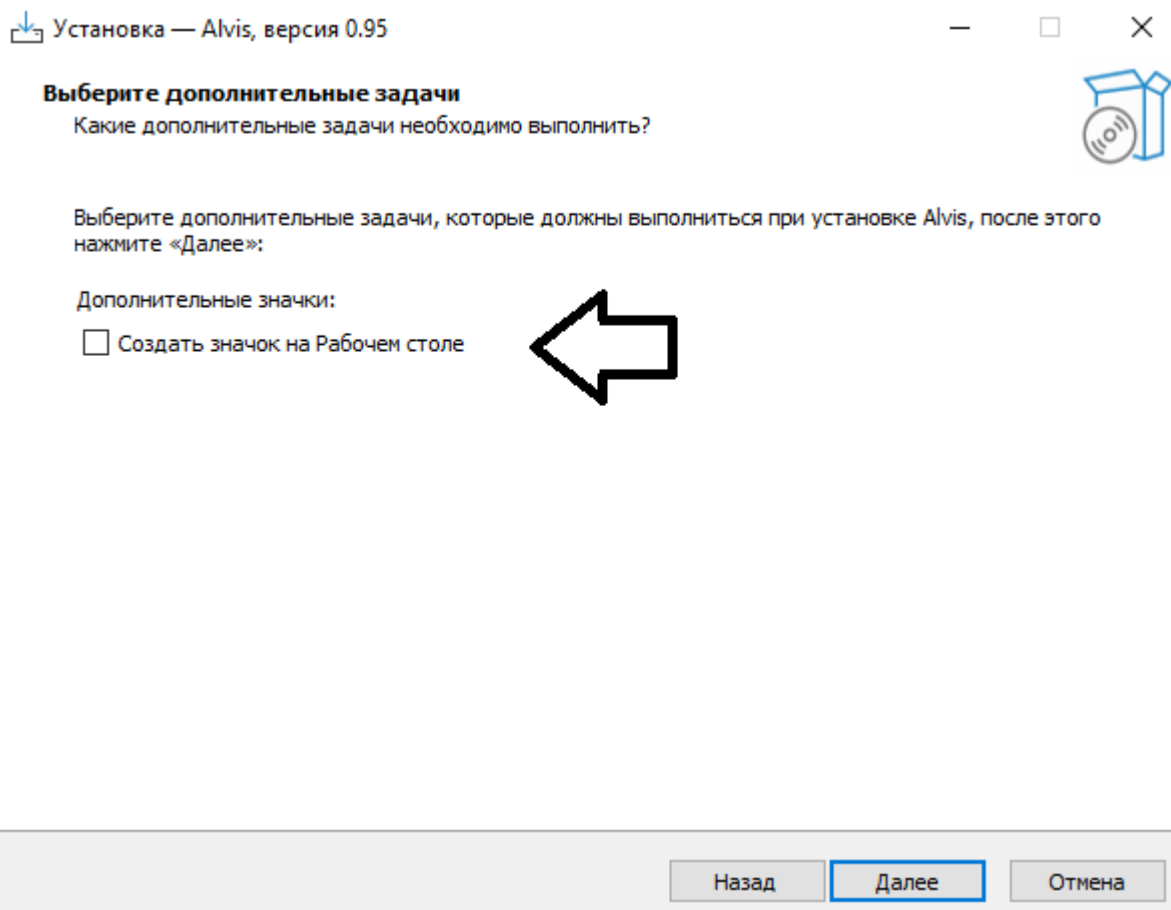 Установка — Alvis, версия 0.95
Выберите дополнительные задачи
Какие дополнительные задачи необходимо выполнить?
Выберите дополнительные задачи, которые должны выполниться при установке Alvis, после этого
нажмите «Далее»:
Дополнительные значки:
Создать значок на Рабочем столе
Назад Далее Отмена